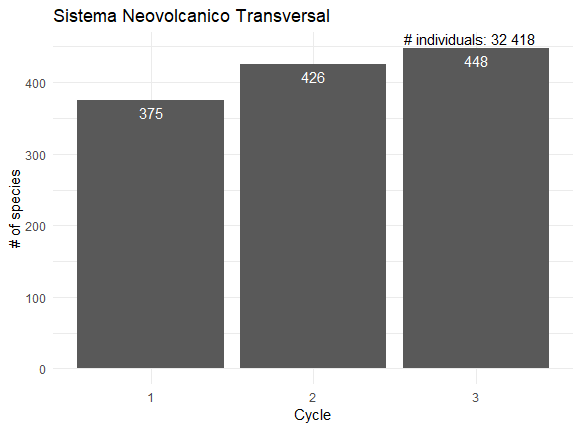 Sistema Neovolcanico Transversal
# individuals: 32 418
375
426
448
# of species
400
300
200
100
0
1
2
3
Cycle